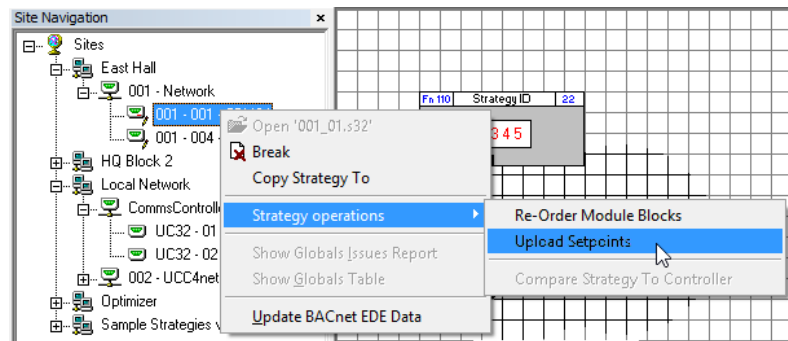 Site Navigation
Sites
East Hall
001 - Network
001 - 001 -
001 - 004 -
HQ Block 2
Local Network
CommsControlle
UC32 - 01
UC32 - 02
002 - UCC4net
Optimizer
Sample Strategies
Fn 110 Strategy ID 22
345
Open '001_01.s32'
Break
Copy Strategy To
Strategy operations
Show Globals Issues Report
Show Globals Table
Update BACnet EDE Data
Re-Order Module Blocks
Upload Setpoints
Compare Strategy To Controller